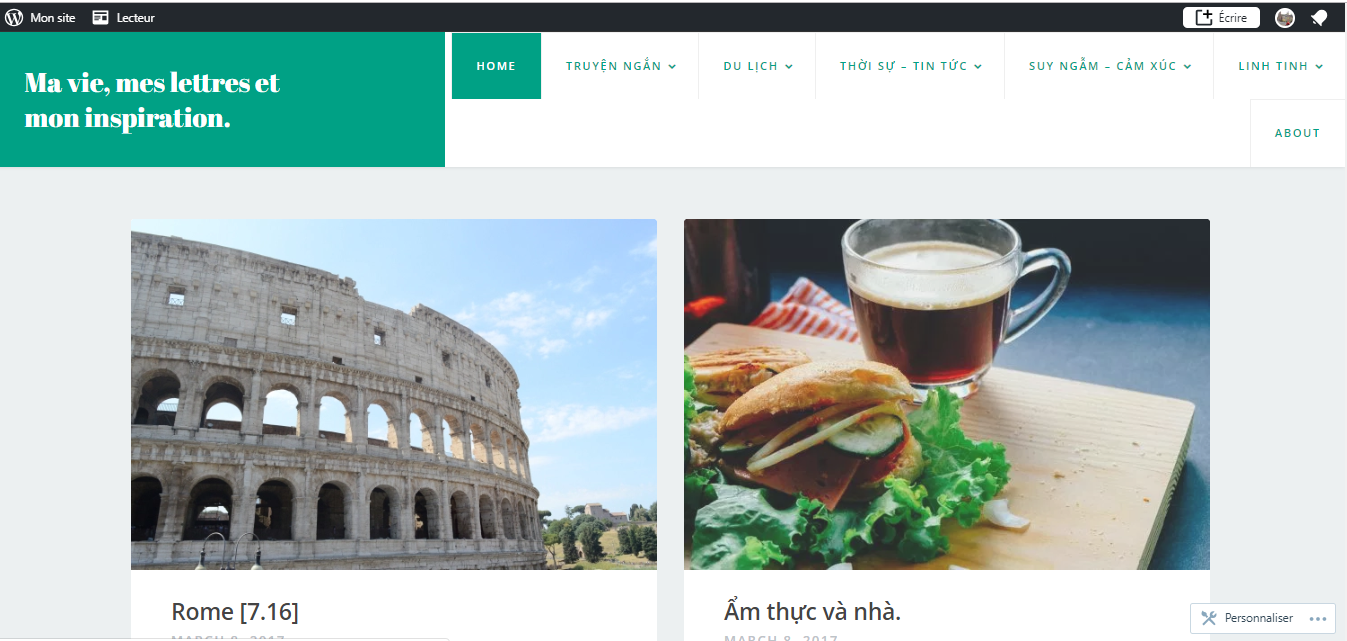 Mon site
Lecteur
Écrire
Ma vie, mes lettres et
mon inspiration.
HOME
TRUYỆN NGẮN
DU LỊCH
THỜI SỰ – TIN TỨC
SUY NGẪM – CẢM XÚC
LINH TINH
ABOUT
Rome [7.16]
MARCH 9, 2017
Ẩm thực và nhà.
MARCH 8, 2017
Personnaliser